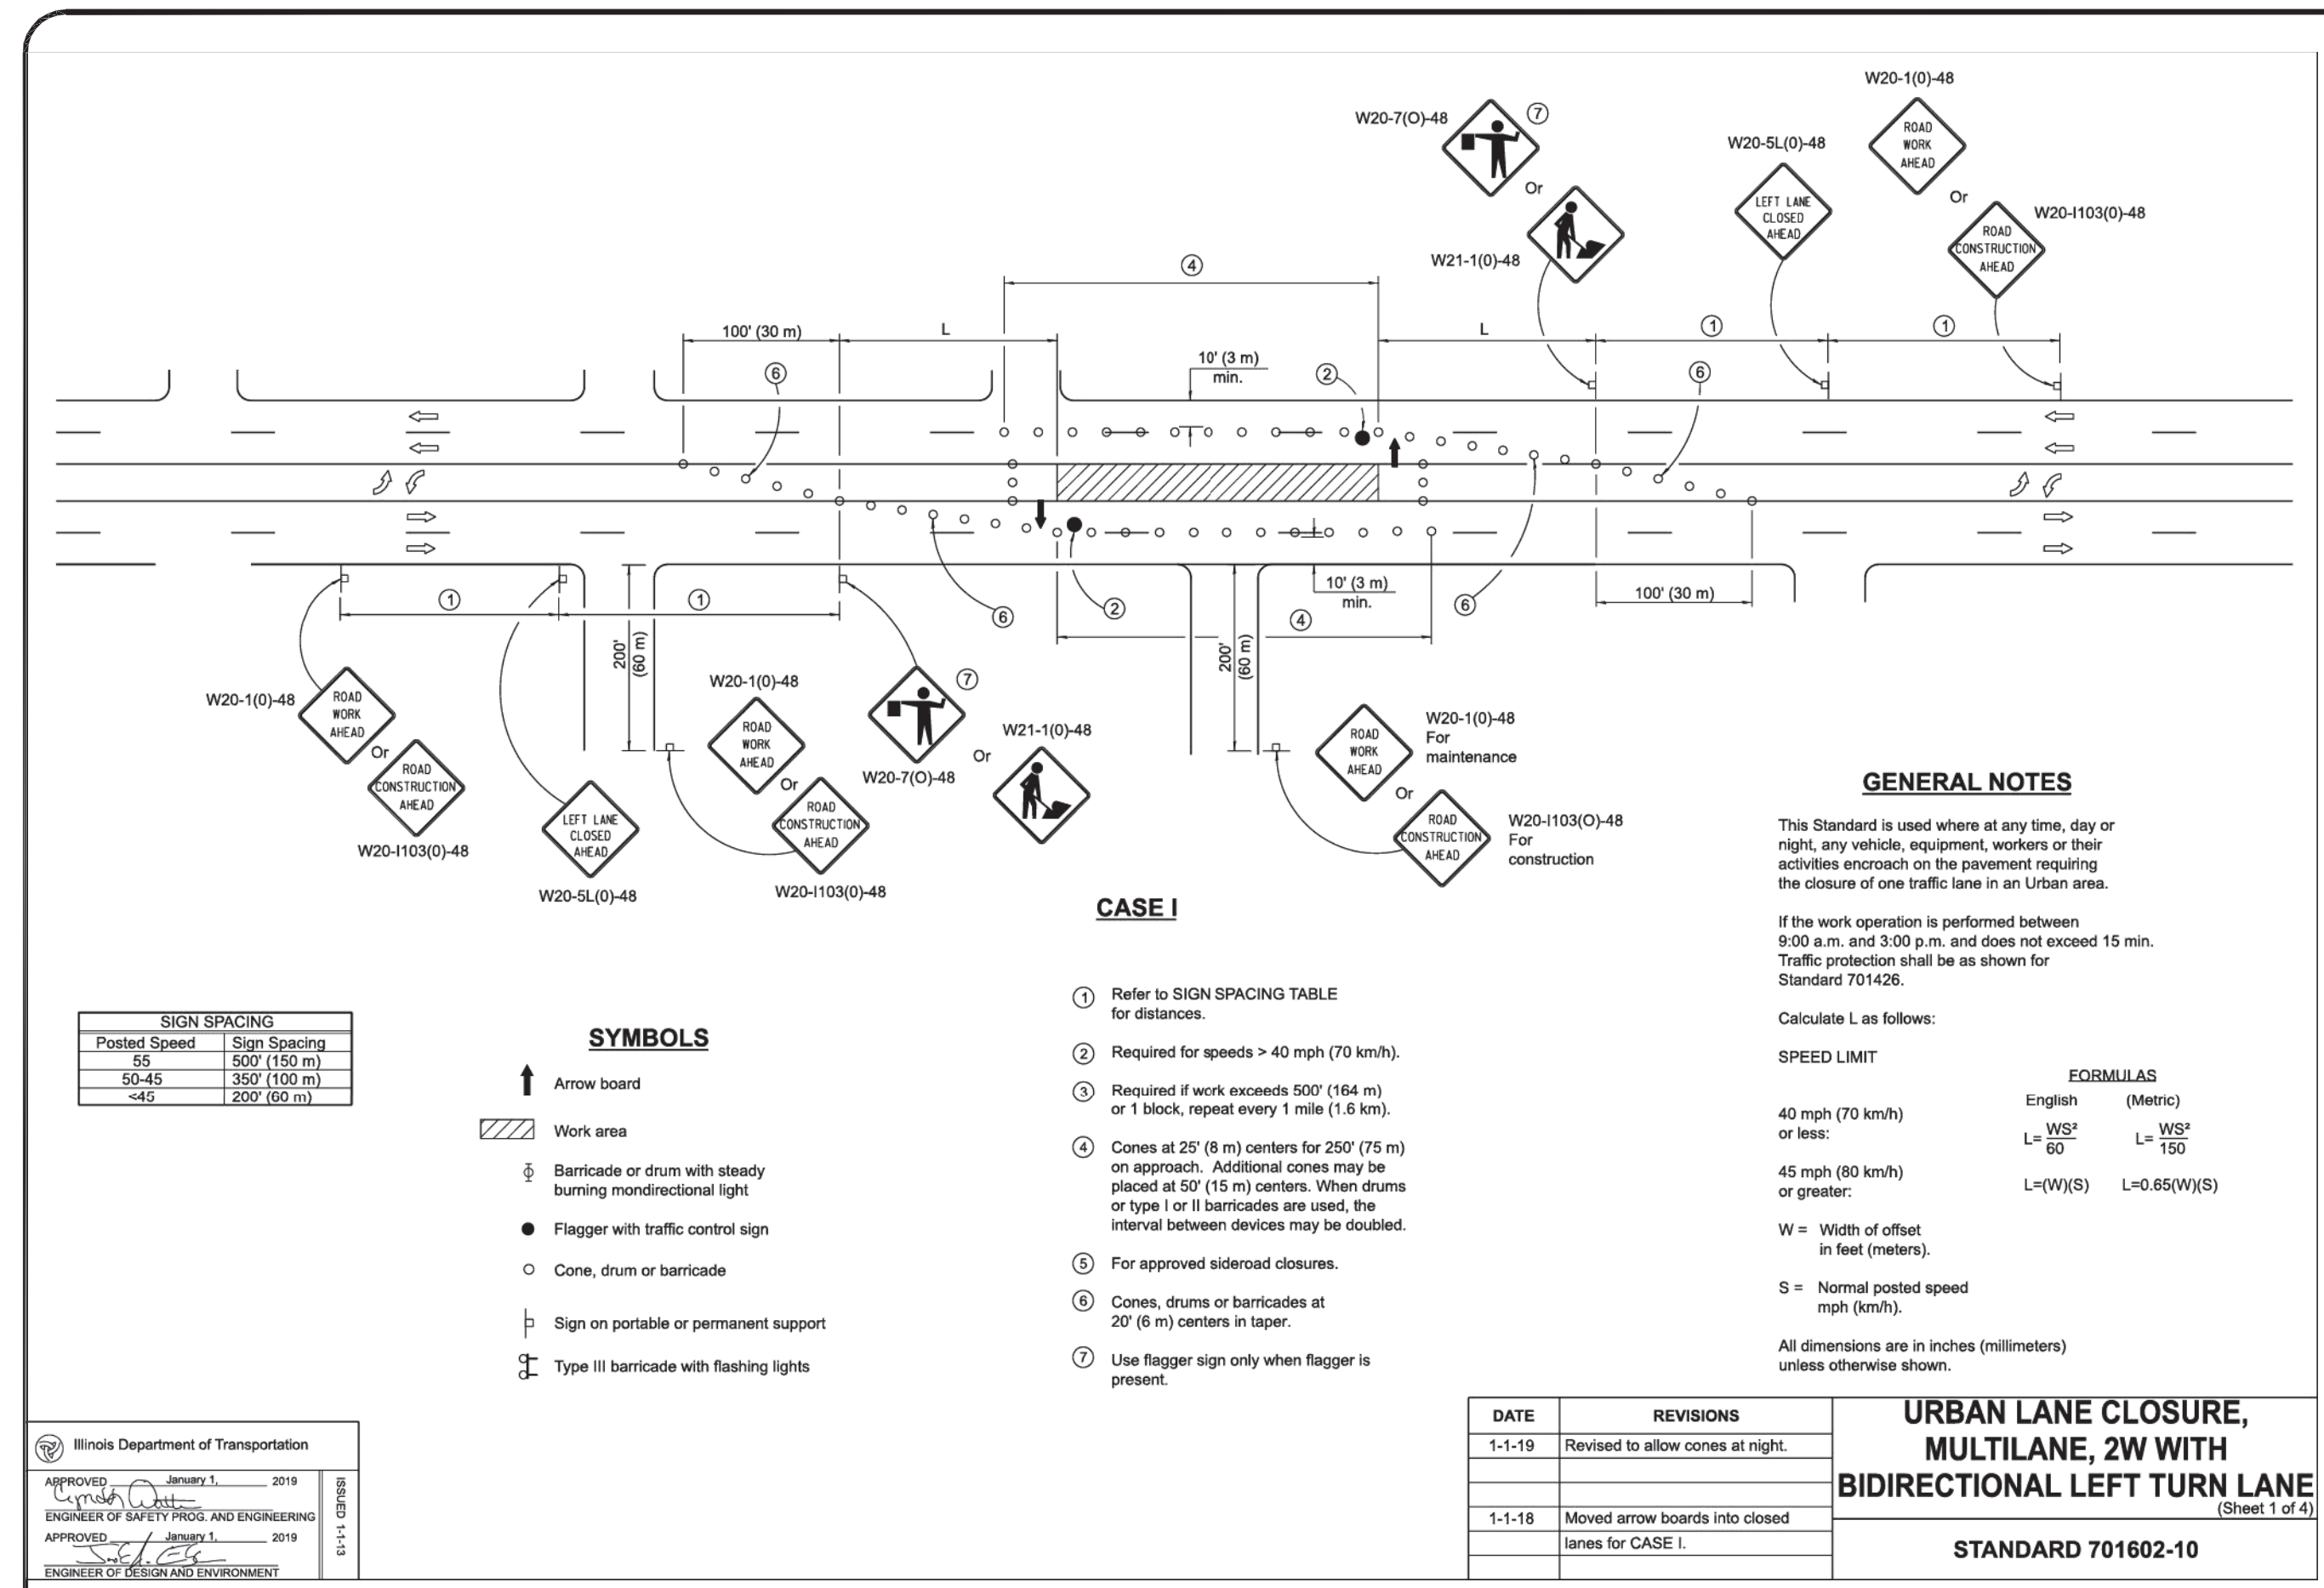 W20-1(0)-48
ROAD
WORK
AHEAD
Or
W20-I103(0)-48
ROAD
CONSTRUCTION
AHEAD
W20-5L(0)-48
LEFT LANE
CLOSED
AHEAD
W20-7(O)-48
7
Or
W21-1(0)-48
4
100' (30 m)
L
10' (3 m)
min.
L
1
1
6
2
6
1
1
200'
(60 m)
6
2
10' (3 m)
min.
4
6
100' (30 m)
200'
(60 m)
W20-1(0)-48
ROAD
WORK
AHEAD
Or
ROAD
CONSTRUCTION
AHEAD
W20-I103(0)-48
LEFT LANE
CLOSED
AHEAD
W20-5L(0)-48
W20-1(0)-48
ROAD
WORK
AHEAD
Or
ROAD
CONSTRUCTION
AHEAD
W20-I103(0)-48
7
W20-7(O)-48
Or
W21-1(0)-48
ROAD
WORK
AHEAD
W20-1(0)-48
For
maintenance
Or
ROAD
CONSTRUCTION
AHEAD
W20-I103(O)-48
For
construction
CASE I
SIGN SPACING
Posted Speed Sign Spacing
55 500' (150 m)
50-45 350' (100 m)
<45 200' (60 m)
SYMBOLS
Arrow board
Work area
Barricade or drum with steady
burning mondirectional light
Flagger with traffic control sign
Cone, drum or barricade
Sign on portable or permanent support
Type III barricade with flashing lights
1 Refer to SIGN SPACING TABLE
for distances.
2 Required for speeds > 40 mph (70 km/h).
3 Required if work exceeds 500' (164 m)
or 1 block, repeat every 1 mile (1.6 km).
4 Cones at 25' (8 m) centers for 250' (75 m)
on approach. Additional cones may be
placed at 50' (15 m) centers. When drums
or type I or II barricades are used, the
interval between devices may be doubled.
5 For approved sideroad closures.
6 Cones, drums or barricades at
20' (6 m) centers in taper.
7 Use flagger sign only when flagger is
present.
GENERAL NOTES
This Standard is used where at any time, day or
night, any vehicle, equipment, workers or their
activities encroach on the pavement requiring
the closure of one traffic lane in an Urban area.
If the work operation is performed between
9:00 a.m. and 3:00 p.m. and does not exceed 15 min.
Traffic protection shall be as shown for
Standard 701426.
Calculate L as follows:
SPEED LIMIT
FORMULAS
English (Metric)
40 mph (70 km/h)
or less:
L= WS²/60 L= WS²/150
45 mph (80 km/h)
or greater:
L=(W)(S) L=0.65(W)(S)
W = Width of offset
in feet (meters).
S = Normal posted speed
mph (km/h).
All dimensions are in inches (millimeters)
unless otherwise shown.
Illinois Department of Transportation
APPROVED January 1, 2019
ENGINEER OF SAFETY PROG. AND ENGINEERING
APPROVED January 1, 2019
ENGINEER OF DESIGN AND ENVIRONMENT
ISSUED 1-1-13
DATE REVISIONS
1-1-19 Revised to allow cones at night.
1-1-18 Moved arrow boards into closed
lanes for CASE I.
URBAN LANE CLOSURE,
MULTILANE, 2W WITH
BIDIRECTIONAL LEFT TURN LANE
(Sheet 1 of 4)
STANDARD 701602-10